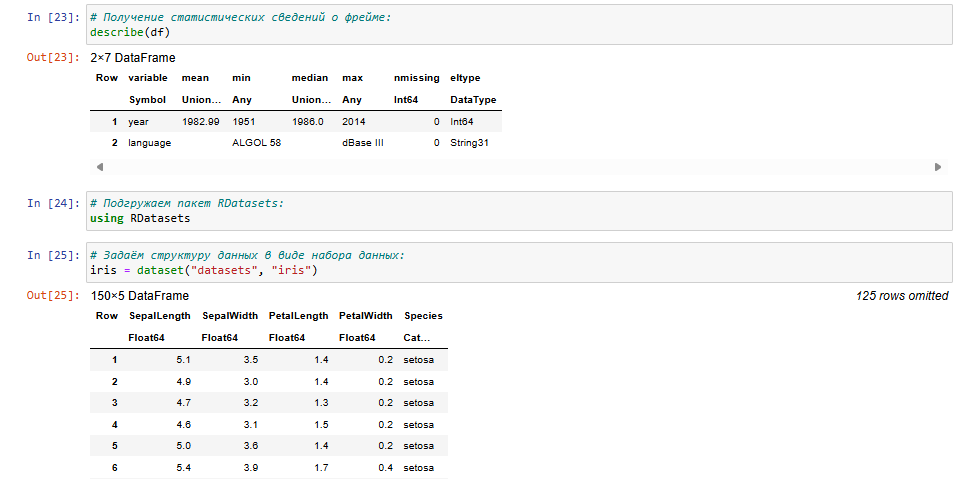 In [23]: # Получение статистических сведений о фрейме:
describe(df)
Out[23]: 2×7 DataFrame
Row variable mean min median max nmissing eltype
Symbol Union… Any Union… Any Int64 DataType
1 year 1982.99 1951 1986.0 2014 0 Int64
2 language ALGOL 58 dBase III 0 String31
In [24]: # Подгружаем пакет RDatasets:
using RDatasets
In [25]: # Задаём структуру данных в виде набора данных:
iris = dataset("datasets", "iris")
Out[25]: 150×5 DataFrame 125 rows omitted
Row SepalLength SepalWidth PetalLength PetalWidth Species
Float64 Float64 Float64 Float64 Cat…
1 5.1 3.5 1.4 0.2 setosa
2 4.9 3.0 1.4 0.2 setosa
3 4.7 3.2 1.3 0.2 setosa
4 4.6 3.1 1.5 0.2 setosa
5 5.0 3.6 1.4 0.2 setosa
6 5.4 3.9 1.7 0.4 setosa